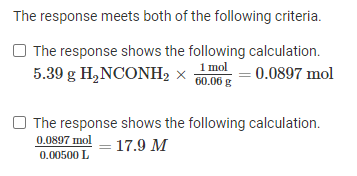 The response meets both of the following criteria.
☐ The response shows the following calculation.
5.39 g H₂NCONH₂ × 1 mol / 60.06 g = 0.0897 mol
☐ The response shows the following calculation.
0.0897 mol / 0.00500 L = 17.9 M